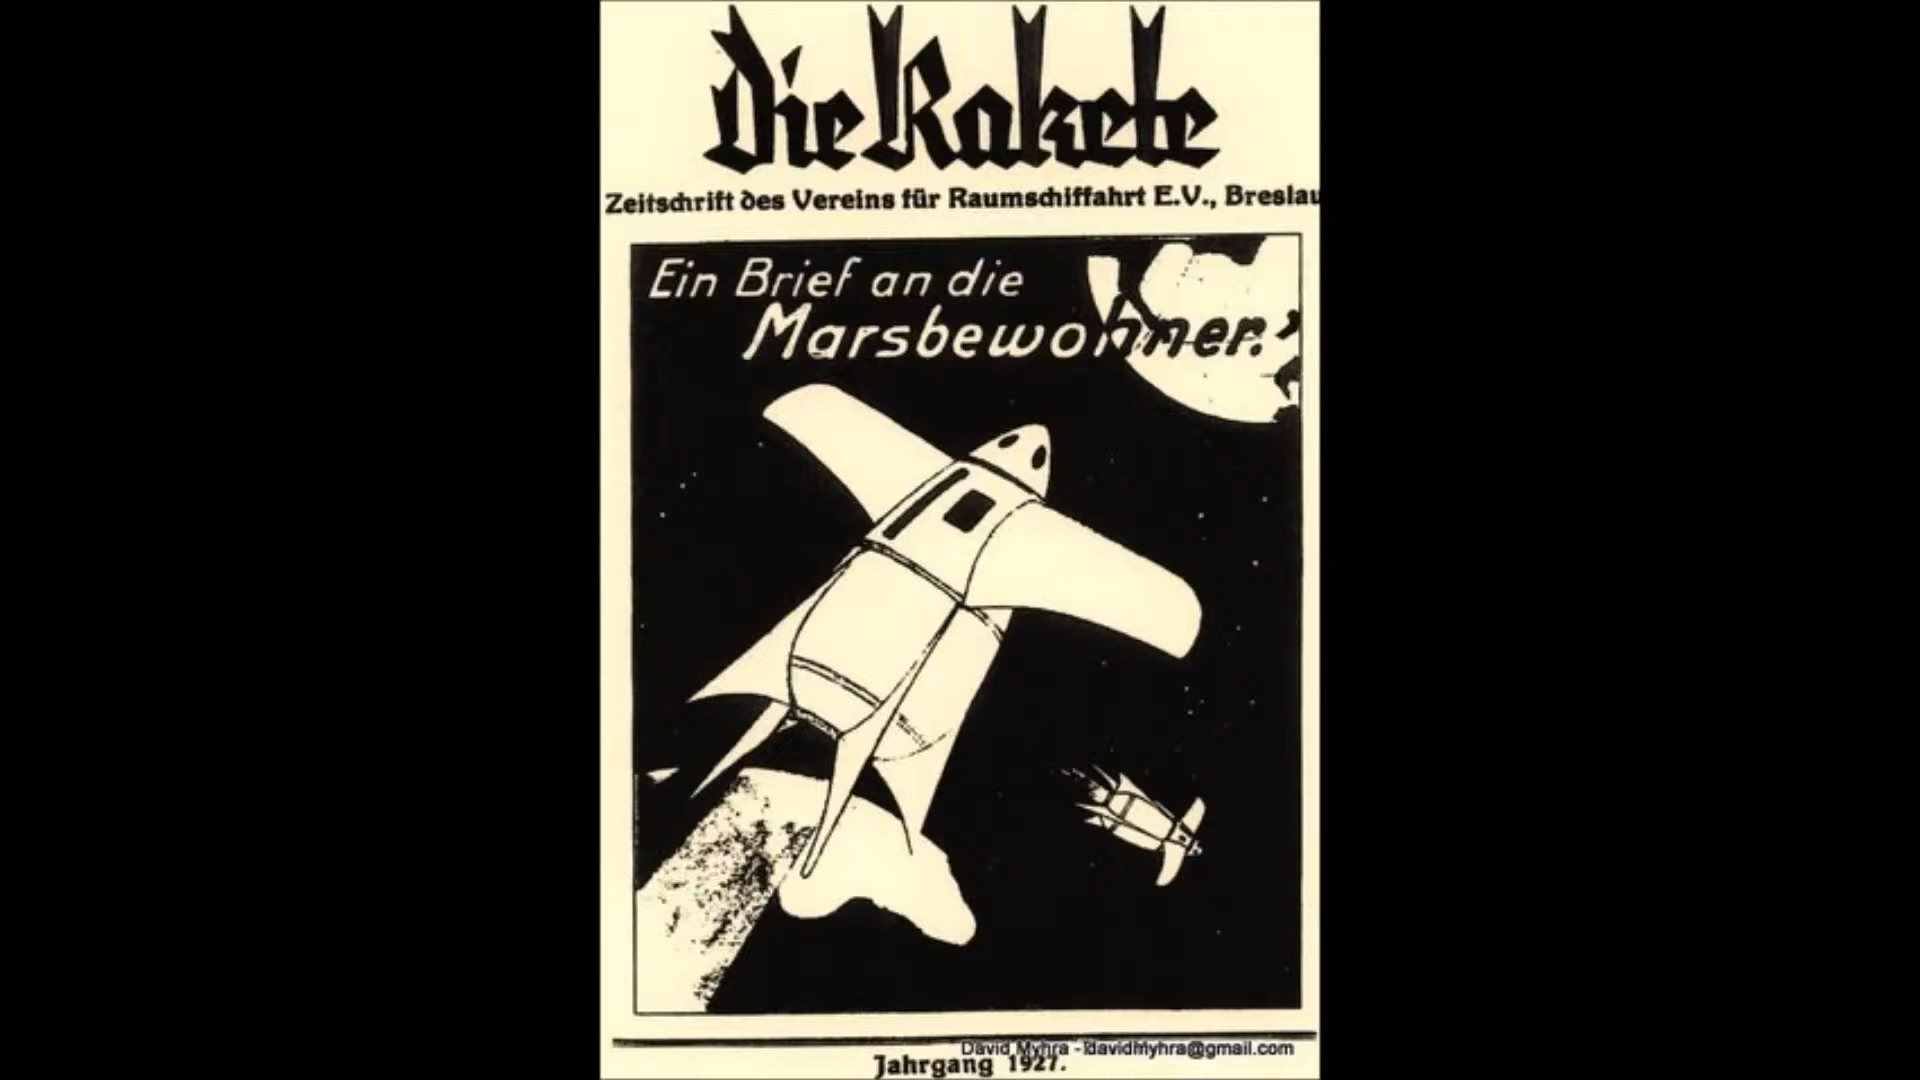 Die Rakete
Zeitschrift des Vereins für Raumschiffahrt E.V., Breslau
Ein Brief an die
Marsbewohner!
David Myhra - davidmyhra@gmail.com
Jahrgang 1927.